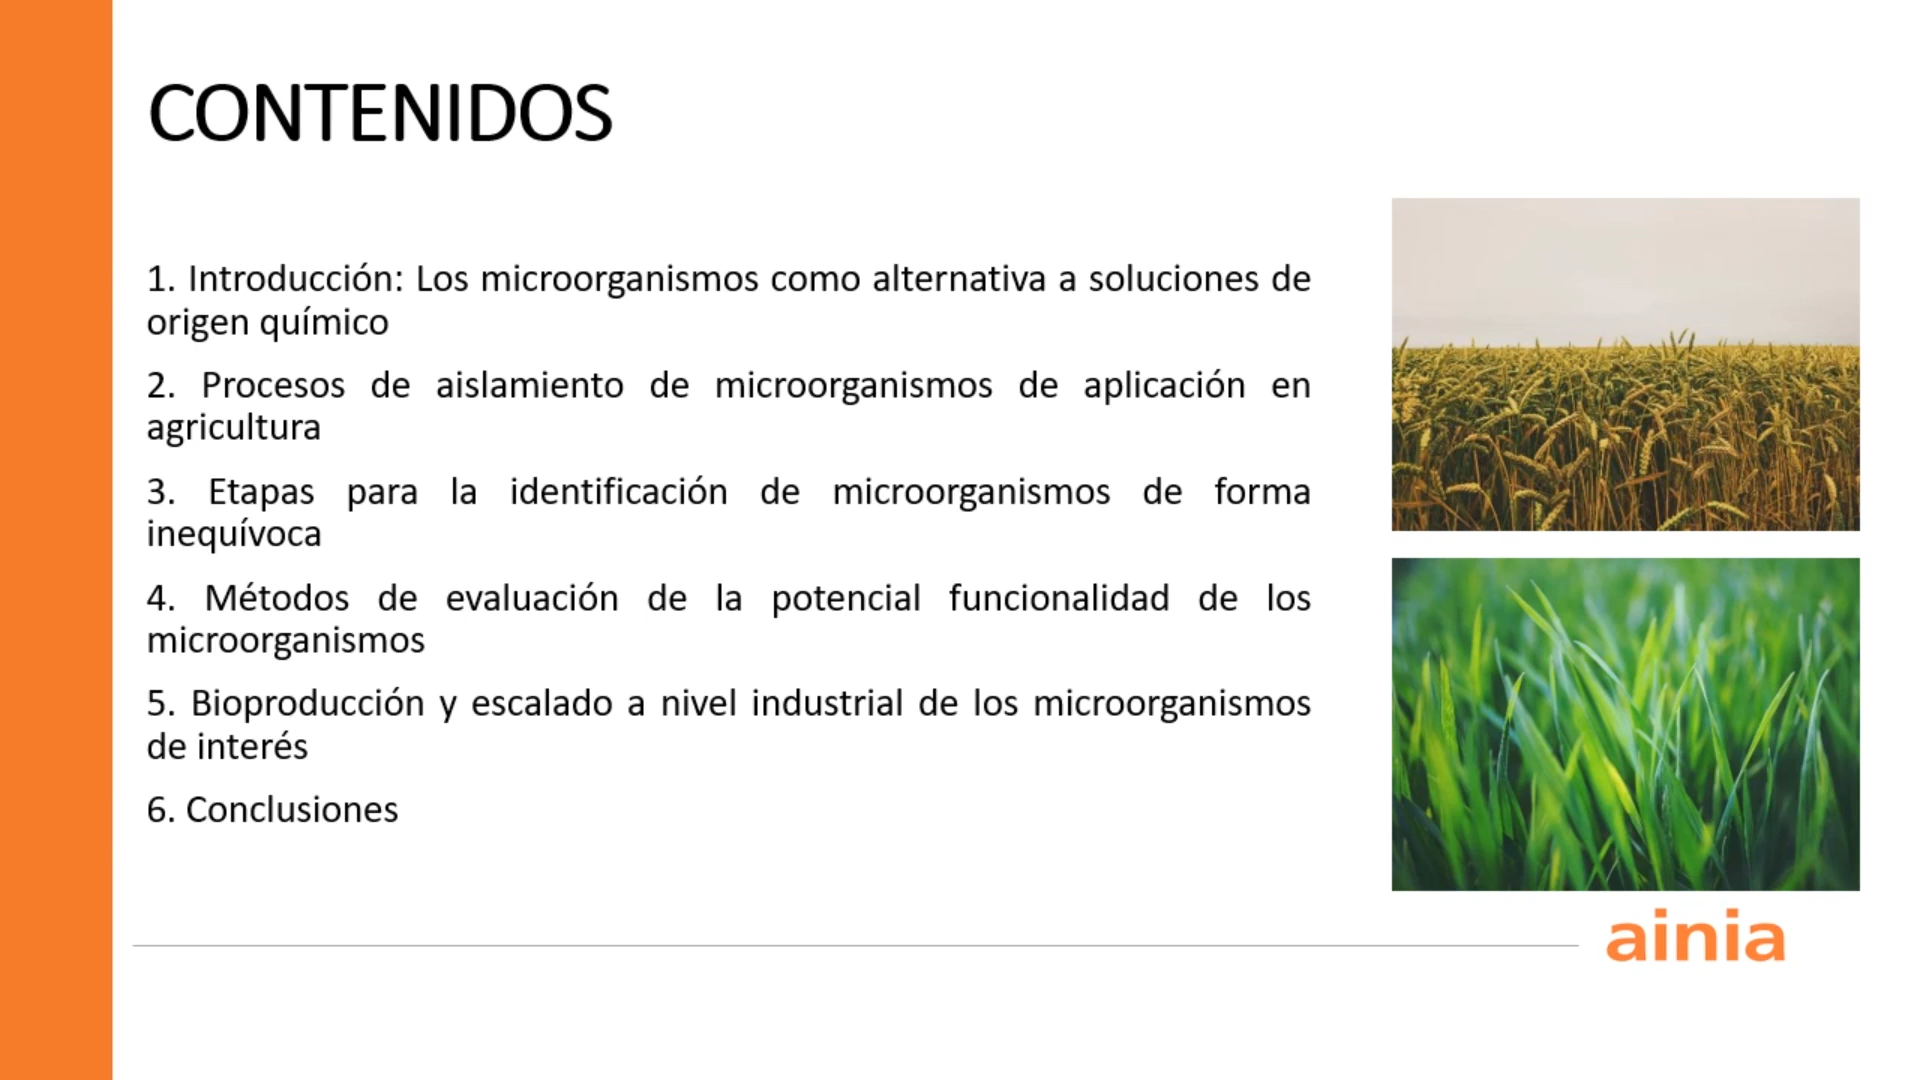 CONTENIDOS
1. Introducción: Los microorganismos como alternativa a soluciones de
origen químico
2. Procesos de aislamiento de microorganismos de aplicación en
agricultura
3. Etapas para la identificación de microorganismos de forma
inequívoca
4. Métodos de evaluación de la potencial funcionalidad de los
microorganismos
5. Bioproducción y escalado a nivel industrial de los microorganismos
de interés
6. Conclusiones
ainia